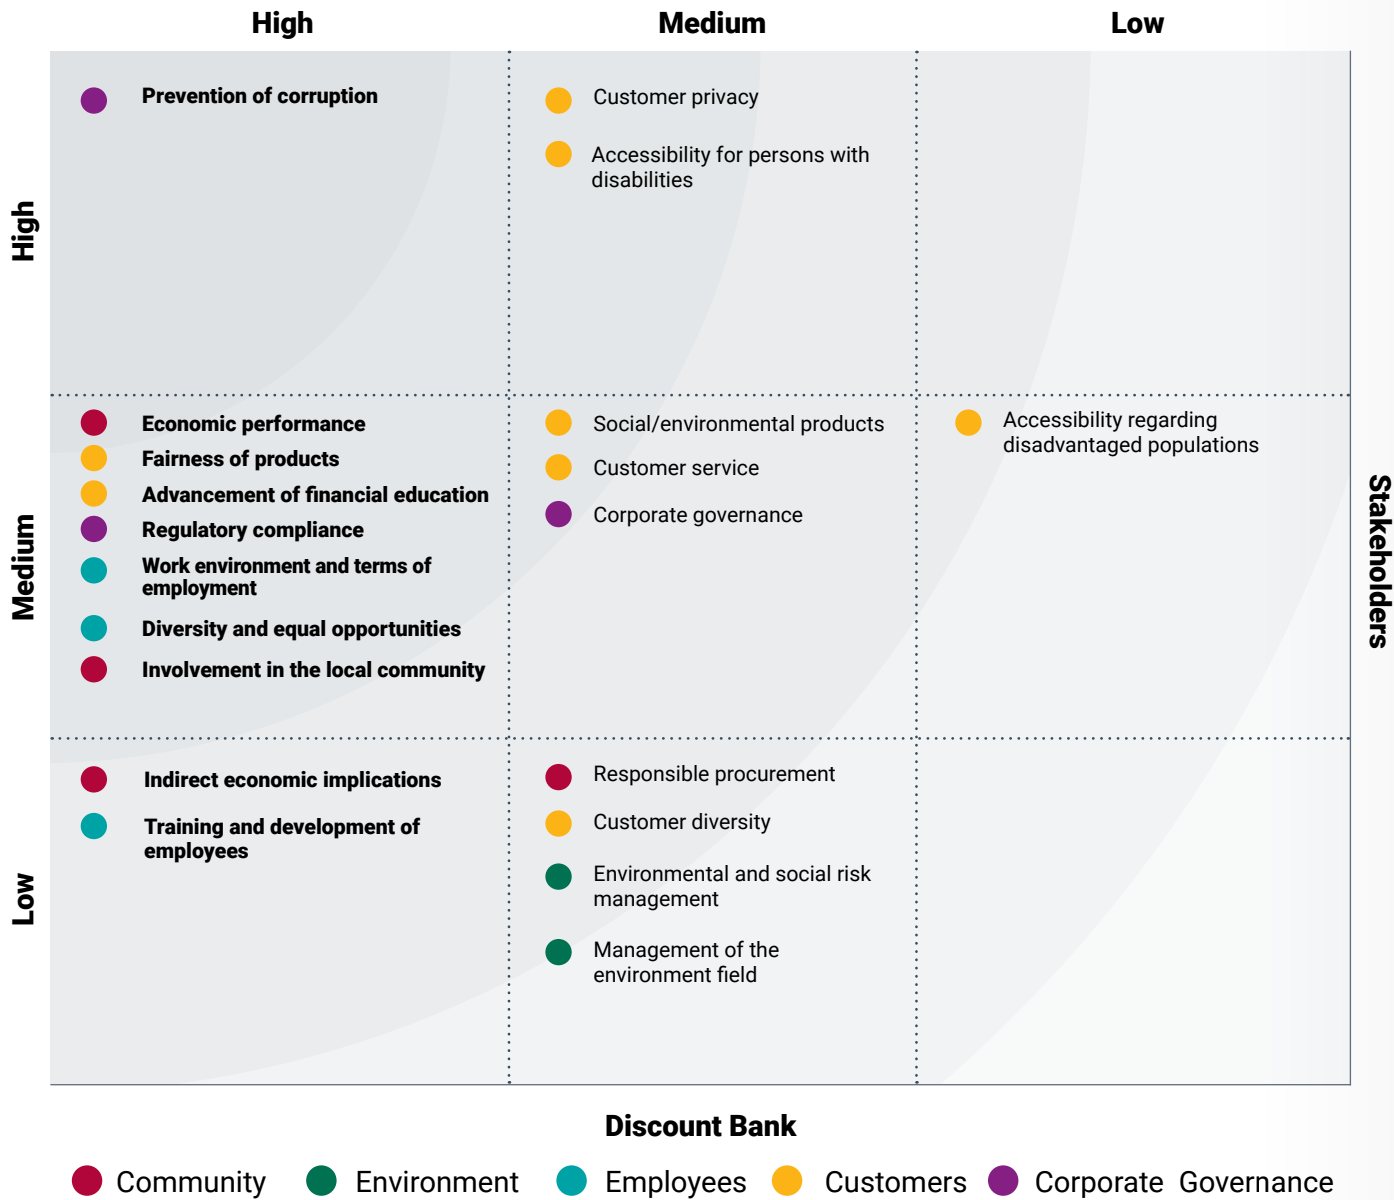 High
Medium
Low
High
Prevention of corruption
Customer privacy
Accessibility for persons with
disabilities
Medium
Economic performance
Fairness of products
Advancement of financial education
Regulatory compliance
Work environment and terms of
employment
Diversity and equal opportunities
Involvement in the local community
Social/environmental products
Customer service
Corporate governance
Accessibility regarding
disadvantaged populations
Stakeholders
Low
Indirect economic implications
Training and development of
employees
Responsible procurement
Customer diversity
Environmental and social risk
management
Management of the
environment field
Discount Bank
Community
Environment
Employees
Customers
Corporate Governance